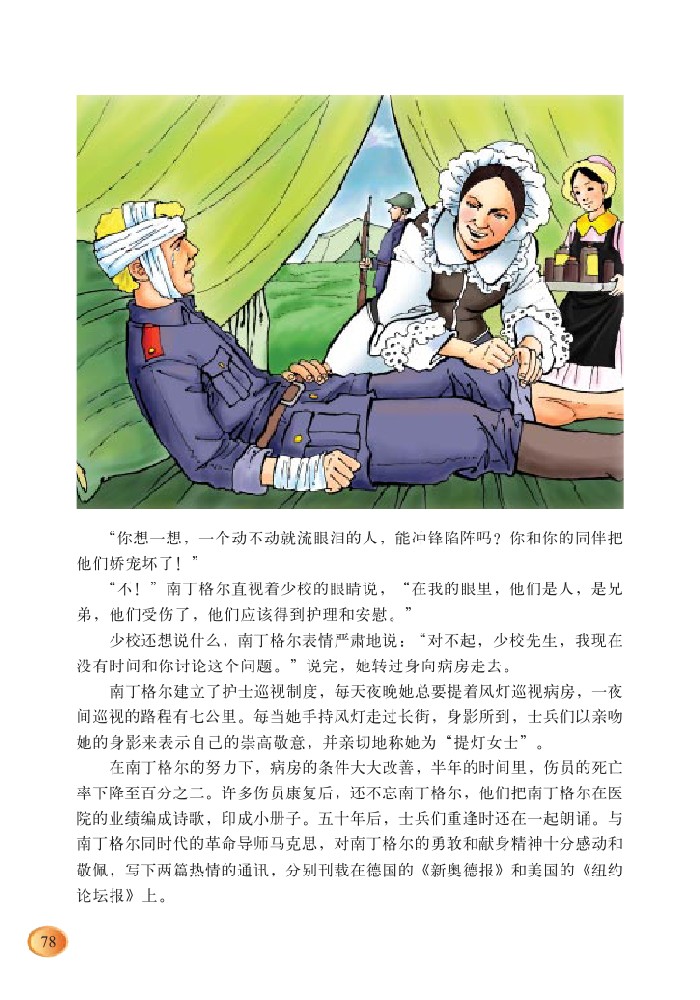 “你想一想，一个动不动就流眼泪的人，能冲锋陷阵吗？你和你的同伴把
他们娇宠坏了！”
“不！”南丁格尔直视着少校的眼睛说，“在我的眼里，他们是人，是兄
弟，他们受伤了，他们应该得到护理和安慰。”
少校还想说什么，南丁格尔表情严肃地说：“对不起，少校先生，我现在
没有时间和你讨论这个问题。”说完，她转过身向病房走去。
南丁格尔建立了护士巡视制度，每天夜晚她总要提着风灯巡视病房，一夜
间巡视的路程有七公里。每当她手持风灯走过长街，身影所到，士兵们以亲吻
她的身影来表示自己的崇高敬意，并亲切地称她为“提灯女士”。
在南丁格尔的努力下，病房的条件大大改善，半年的时间里，伤员的死亡
率下降至百分之二。许多伤员康复后，还不忘南丁格尔，他们把南丁格尔在医
院的业绩编成诗歌，印成小册子。五十年后，士兵们重逢时还在一起朗诵。与
南丁格尔同时代的革命导师马克思，对南丁格尔的勇敢和献身精神十分感动和
敬佩，写下两篇热情的通讯，分别刊载在德国的《新奥德报》和美国的《纽约
论坛报》上。
78